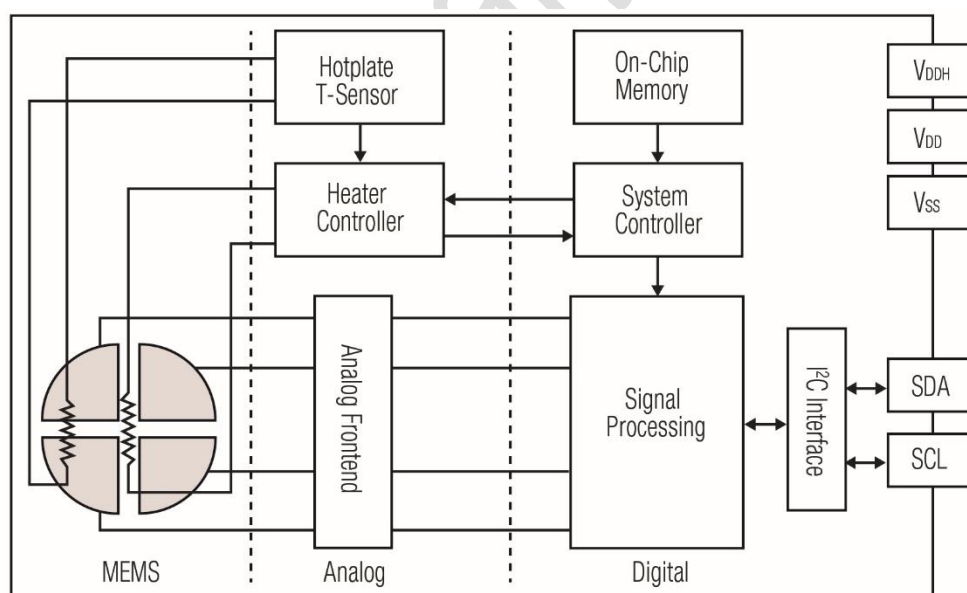 Hotplate
T-Sensor
On-Chip
Memory
VDDH
VDD
VSS
Heater
Controller
System
Controller
Analog Frontend
Signal
Processing
I²C Interface
SDA
SCL
MEMS
Analog
Digital